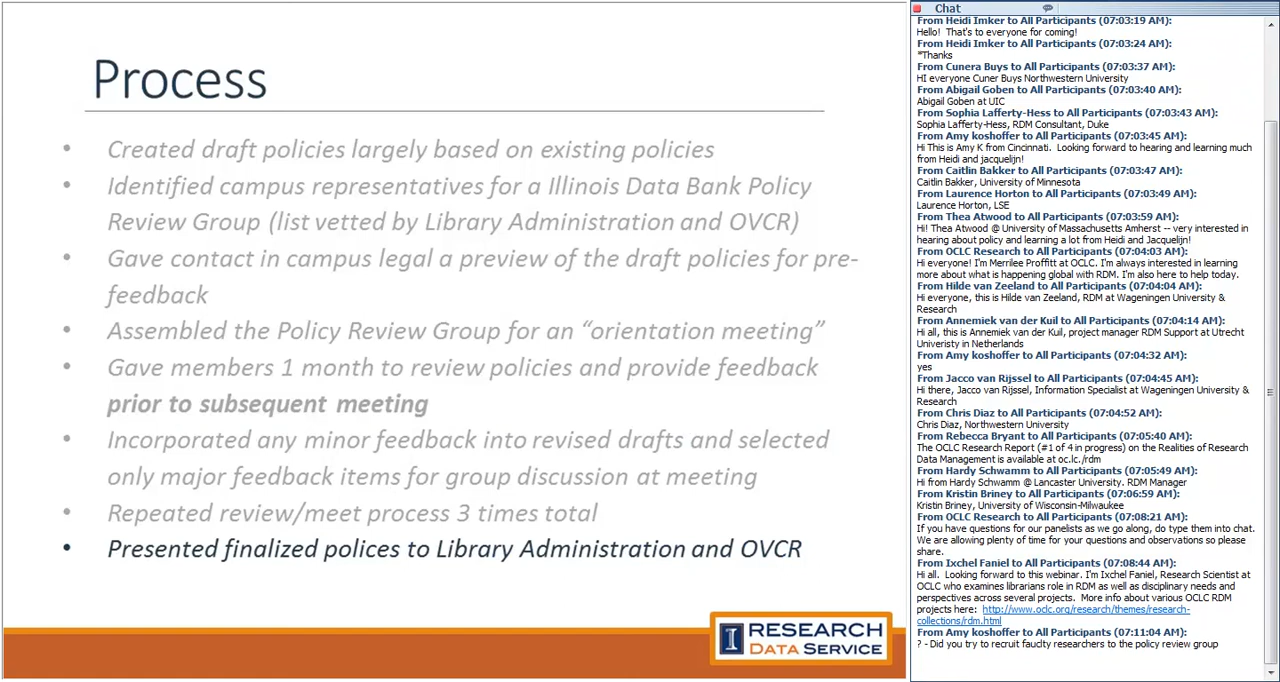 Process
• Created draft policies largely based on existing policies
• Identified campus representatives for a Illinois Data Bank Policy
Review Group (list vetted by Library Administration and OVCR)
• Gave contact in campus legal a preview of the draft policies for pre-
feedback
• Assembled the Policy Review Group for an “orientation meeting”
• Gave members 1 month to review policies and provide feedback
prior to subsequent meeting
• Incorporated any minor feedback into revised drafts and selected
only major feedback items for group discussion at meeting
• Repeated review/meet process 3 times total
• Presented finalized polices to Library Administration and OVCR
I RESEARCH
DATA SERVICE
Chat
From Heidi Imker to All Participants (07:03:19 AM):
Hello! That's to everyone for coming!
From Heidi Imker to All Participants (07:03:24 AM):
*Thanks
From Cunera Buys to All Participants (07:03:37 AM):
HI everyone Cuner Buys Northwestern University
From Abigail Goben to All Participants (07:03:40 AM):
Abigail Goben at UIC
From Sophia Lafferty-Hess to All Participants (07:03:43 AM):
Sophia Lafferty-Hess, RDM Consultant, Duke
From Amy koshoffer to All Participants (07:03:45 AM):
Hi This is Amy K from Cincinnati. Looking forward to hearing and learning much
from Heidi and jacquelijn!
From Caitlin Bakker to All Participants (07:03:47 AM):
Caitlin Bakker, University of Minnesota
From Laurence Horton to All Participants (07:03:49 AM):
Laurence Horton, LSE
From Thea Atwood to All Participants (07:03:59 AM):
Hi! Thea Atwood @ University of Massachusetts Amherst -- very interested in
hearing about policy and learning a lot from Heidi and Jacquelijn!
From OCLC Research to All Participants (07:04:03 AM):
Hi everyone! I'm Merrilee Proffitt at OCLC. I'm always interested in learning
more about what is happening global with RDM. I'm also here to help today.
From Hilde van Zeeland to All Participants (07:04:04 AM):
Hi everyone, this is Hilde van Zeeland, RDM at Wageningen University &
Research
From Annemiek van der Kuil to All Participants (07:04:14 AM):
Hi all, this is Annemiek van der Kuil, project manager RDM Support at Utrecht
Univeristy in Netherlands
From Amy koshoffer to All Participants (07:04:32 AM):
yes
From Jacco van Rijssel to All Participants (07:04:45 AM):
Hi there, Jacco van Rijssel, Information Specialist at Wageningen University &
Research
From Chris Diaz to All Participants (07:04:52 AM):
Chris Diaz, Northwestern University
From Rebecca Bryant to All Participants (07:05:40 AM):
The OCLC Research Report (#1 of 4 in progress) on the Realities of Research
Data Management is available at oc.lc./rdm
From Hardy Schwamm to All Participants (07:05:49 AM):
Hi from Hardy Schwamm @ Lancaster University. RDM Manager
From Kristin Briney to All Participants (07:06:59 AM):
Kristin Briney, University of Wisconsin-Milwaukee
From OCLC Research to All Participants (07:08:21 AM):
If you have questions for our panelists as we go along, do type them into chat.
We are allowing plenty of time for your questions and observations so please
share.
From Ixchel Faniel to All Participants (07:08:44 AM):
Hi all. Looking forward to this webinar. I'm Ixchel Faniel, Research Scientist at
OCLC who examines librarians role in RDM as well as disciplinary needs and
perspectives across several projects. More info about various OCLC RDM
projects here: http://www.oclc.org/research/themes/research-
collections/rdm.html
From Amy koshoffer to All Participants (07:11:04 AM):
? - Did you try to recruit fauclty researchers to the policy review group